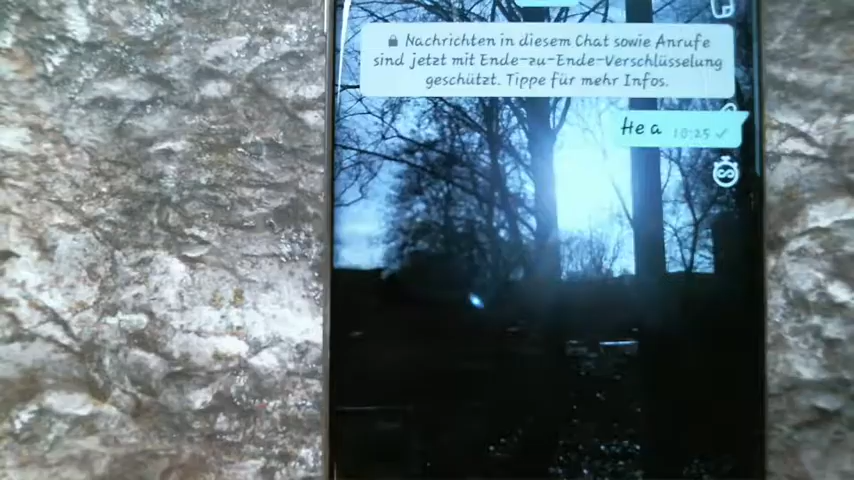 Nachrichten in diesem Chat sowie Anrufe
sind jetzt mit Ende-zu-Ende-Verschlüsselung
geschützt. Tippe für mehr Infos.
He a 10:25